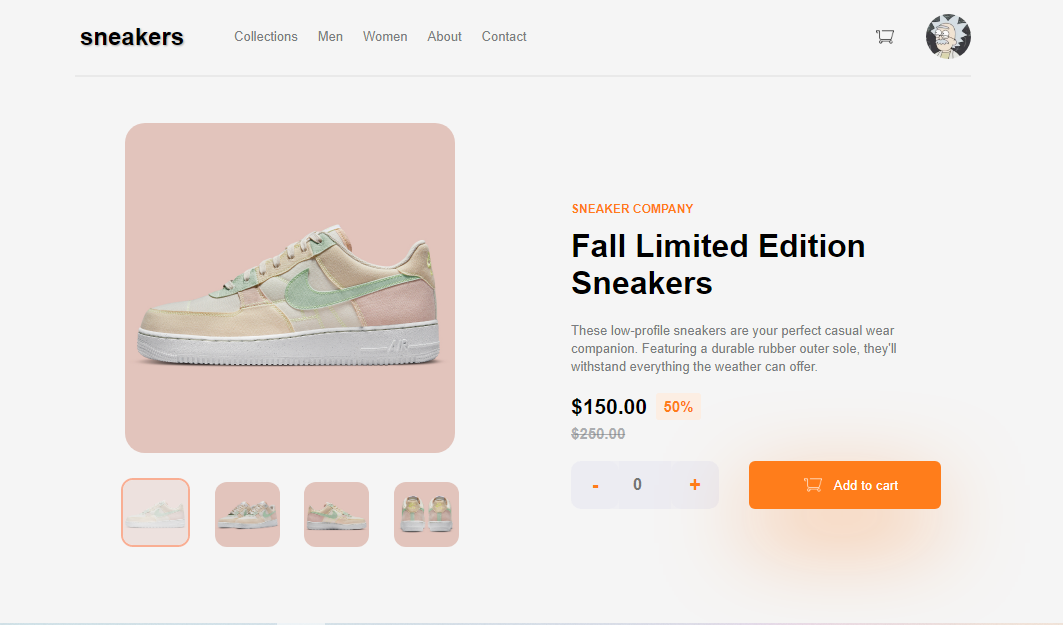 sneakers
Collections Men Women About Contact
SNEAKER COMPANY
Fall Limited Edition
Sneakers
These low-profile sneakers are your perfect casual wear
companion. Featuring a durable rubber outer sole, they'll
withstand everything the weather can offer.
$150.00 50%
$250.00
- 0 +
Add to cart
AIR